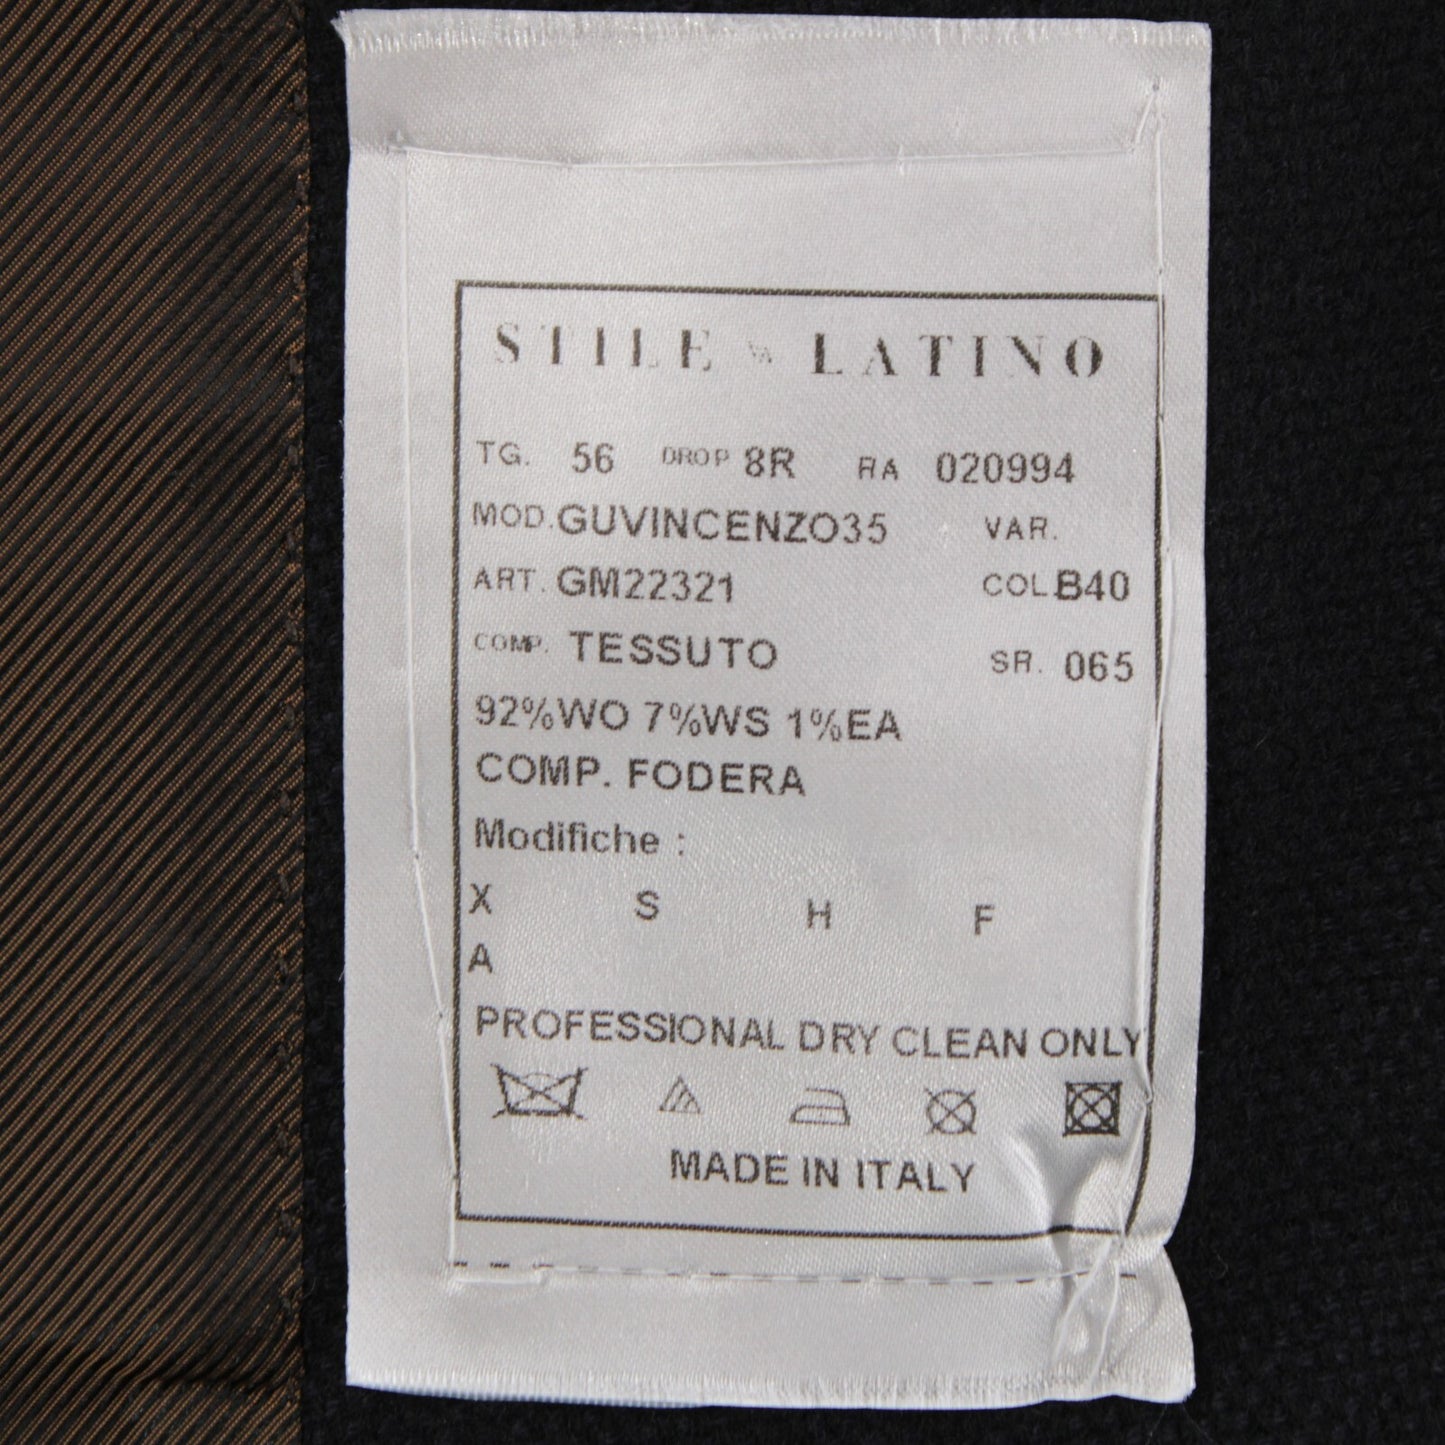 STILE VA LATINO
TG. 56 DROP 8R RA 020994
MOD. GUVINCENZO35 VAR.
ART. GM22321 COL. B40
COMP. TESSUTO SR. 065
92%WO 7%WS 1%EA
COMP. FODERA
Modifiche :
X S H F
A
PROFESSIONAL DRY CLEAN ONLY
MADE IN ITALY